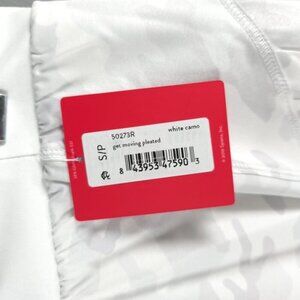 50273R
white camo
get moving pleated
S/P
8 43953 47590 3